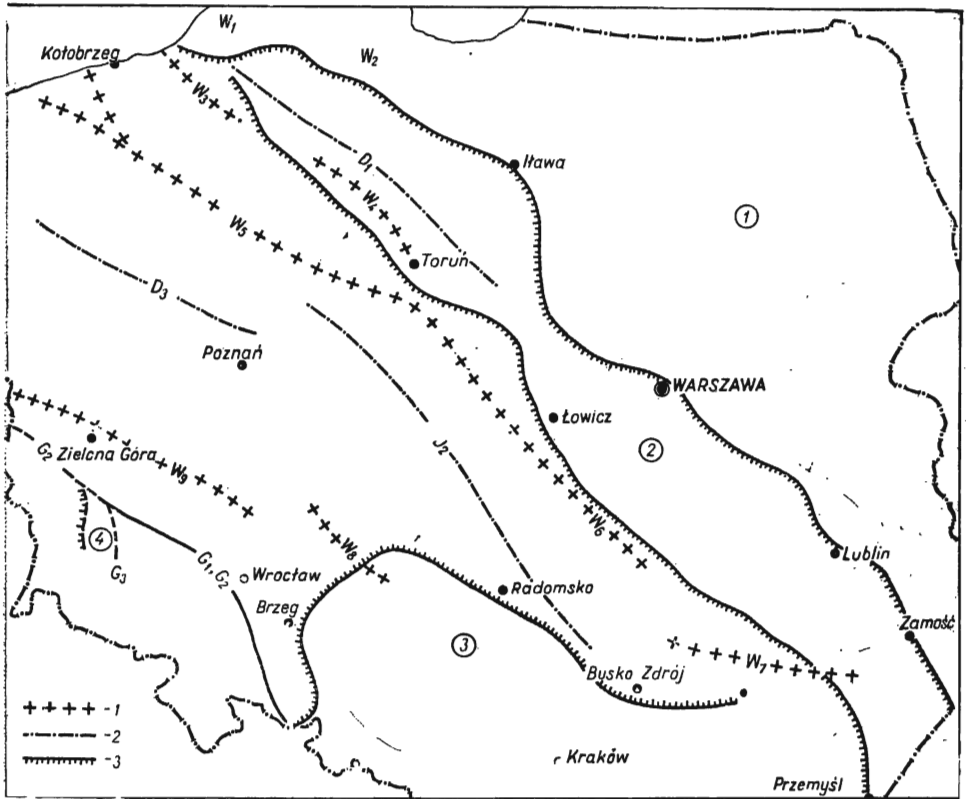 W₁
Kołobrzeg
W₂
W₃
D₁
Iława
1
W₄
W₅
Toruń
D₃
Poznań
WARSZAWA
Łowicz
2
J₂
G₂
Zielcna Góra
W₉
W₆
4
W₈
G₃
G₁, G₂
Wrocław
Lublin
Radomsko
Brzeg
3
Zamość
W₇
Busko Zdrój
-1
-2
-3
Kraków
Przemyśl